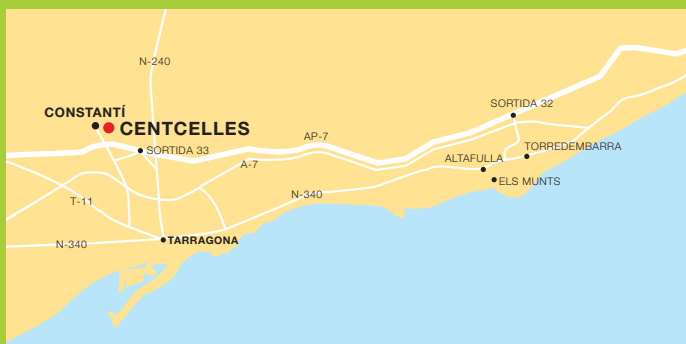 N-240
SORTIDA 32
CONSTANTÍ
CENTCELLES
AP-7
SORTIDA 33
TORREDEMBARRA
ALTAFULLA
A-7
ELS MUNTS
N-340
T-11
TARRAGONA
N-340